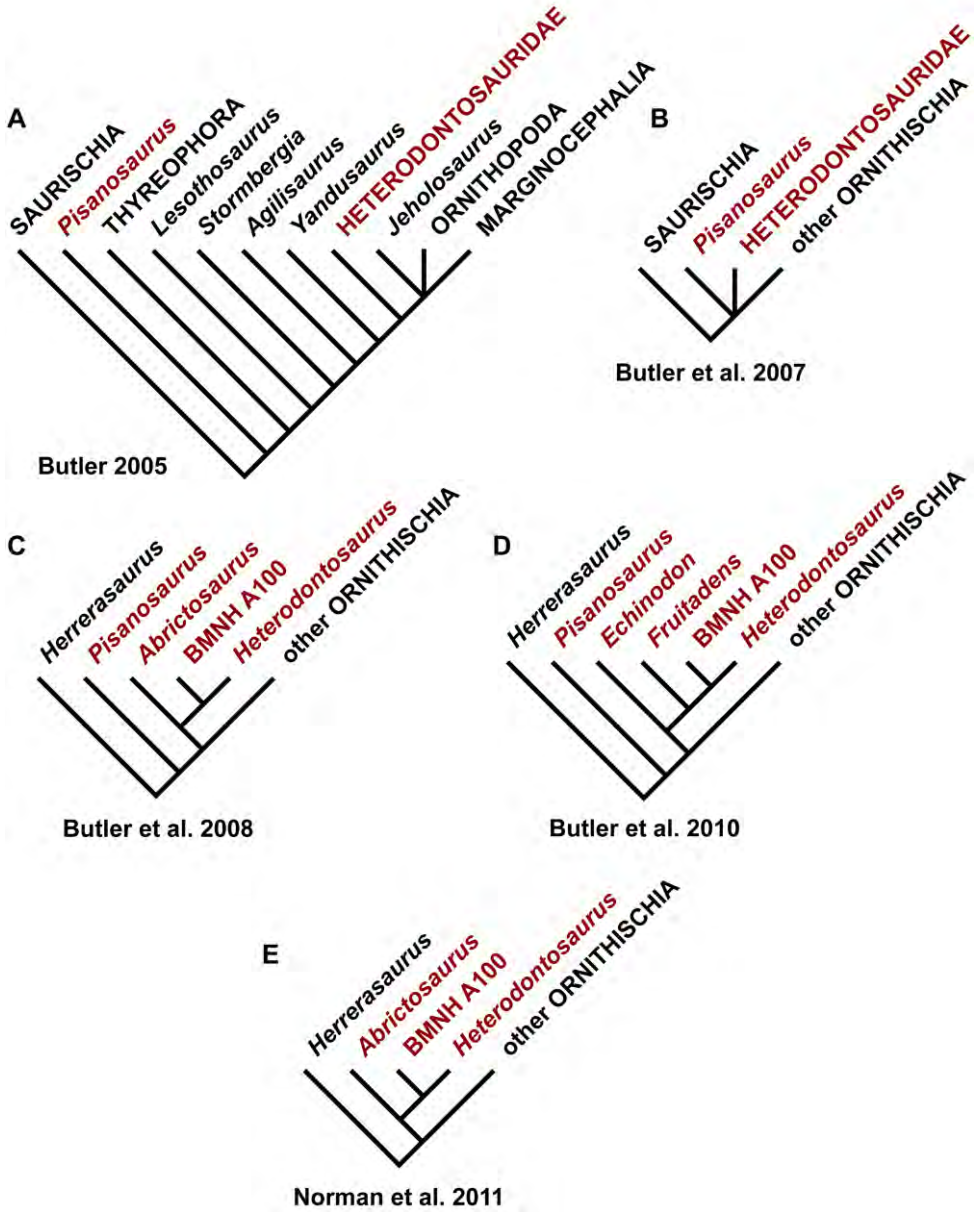 A
SAURISCHIA
Pisanosaurus
THYREOPHORA
Lesothosaurus
Stormbergia
Agilisaurus
Yandusaurus
HETERODONTOSAURIDAE
Jeholosaurus
ORNITHOPODA
MARGINOCEPHALIA
Butler 2005
B
SAURISCHIA
Pisanosaurus
HETERODONTOSAURIDAE
other ORNITHISCHIA
Butler et al. 2007
C
Herrerasaurus
Pisanosaurus
Abrictosaurus
BMNH A100
Heterodontosaurus
other ORNITHISCHIA
Butler et al. 2008
D
Herrerasaurus
Pisanosaurus
Echinodon
Fruitadens
BMNH A100
Heterodontosaurus
other ORNITHISCHIA
Butler et al. 2010
E
Herrerasaurus
Abrictosaurus
BMNH A100
Heterodontosaurus
other ORNITHISCHIA
Norman et al. 2011